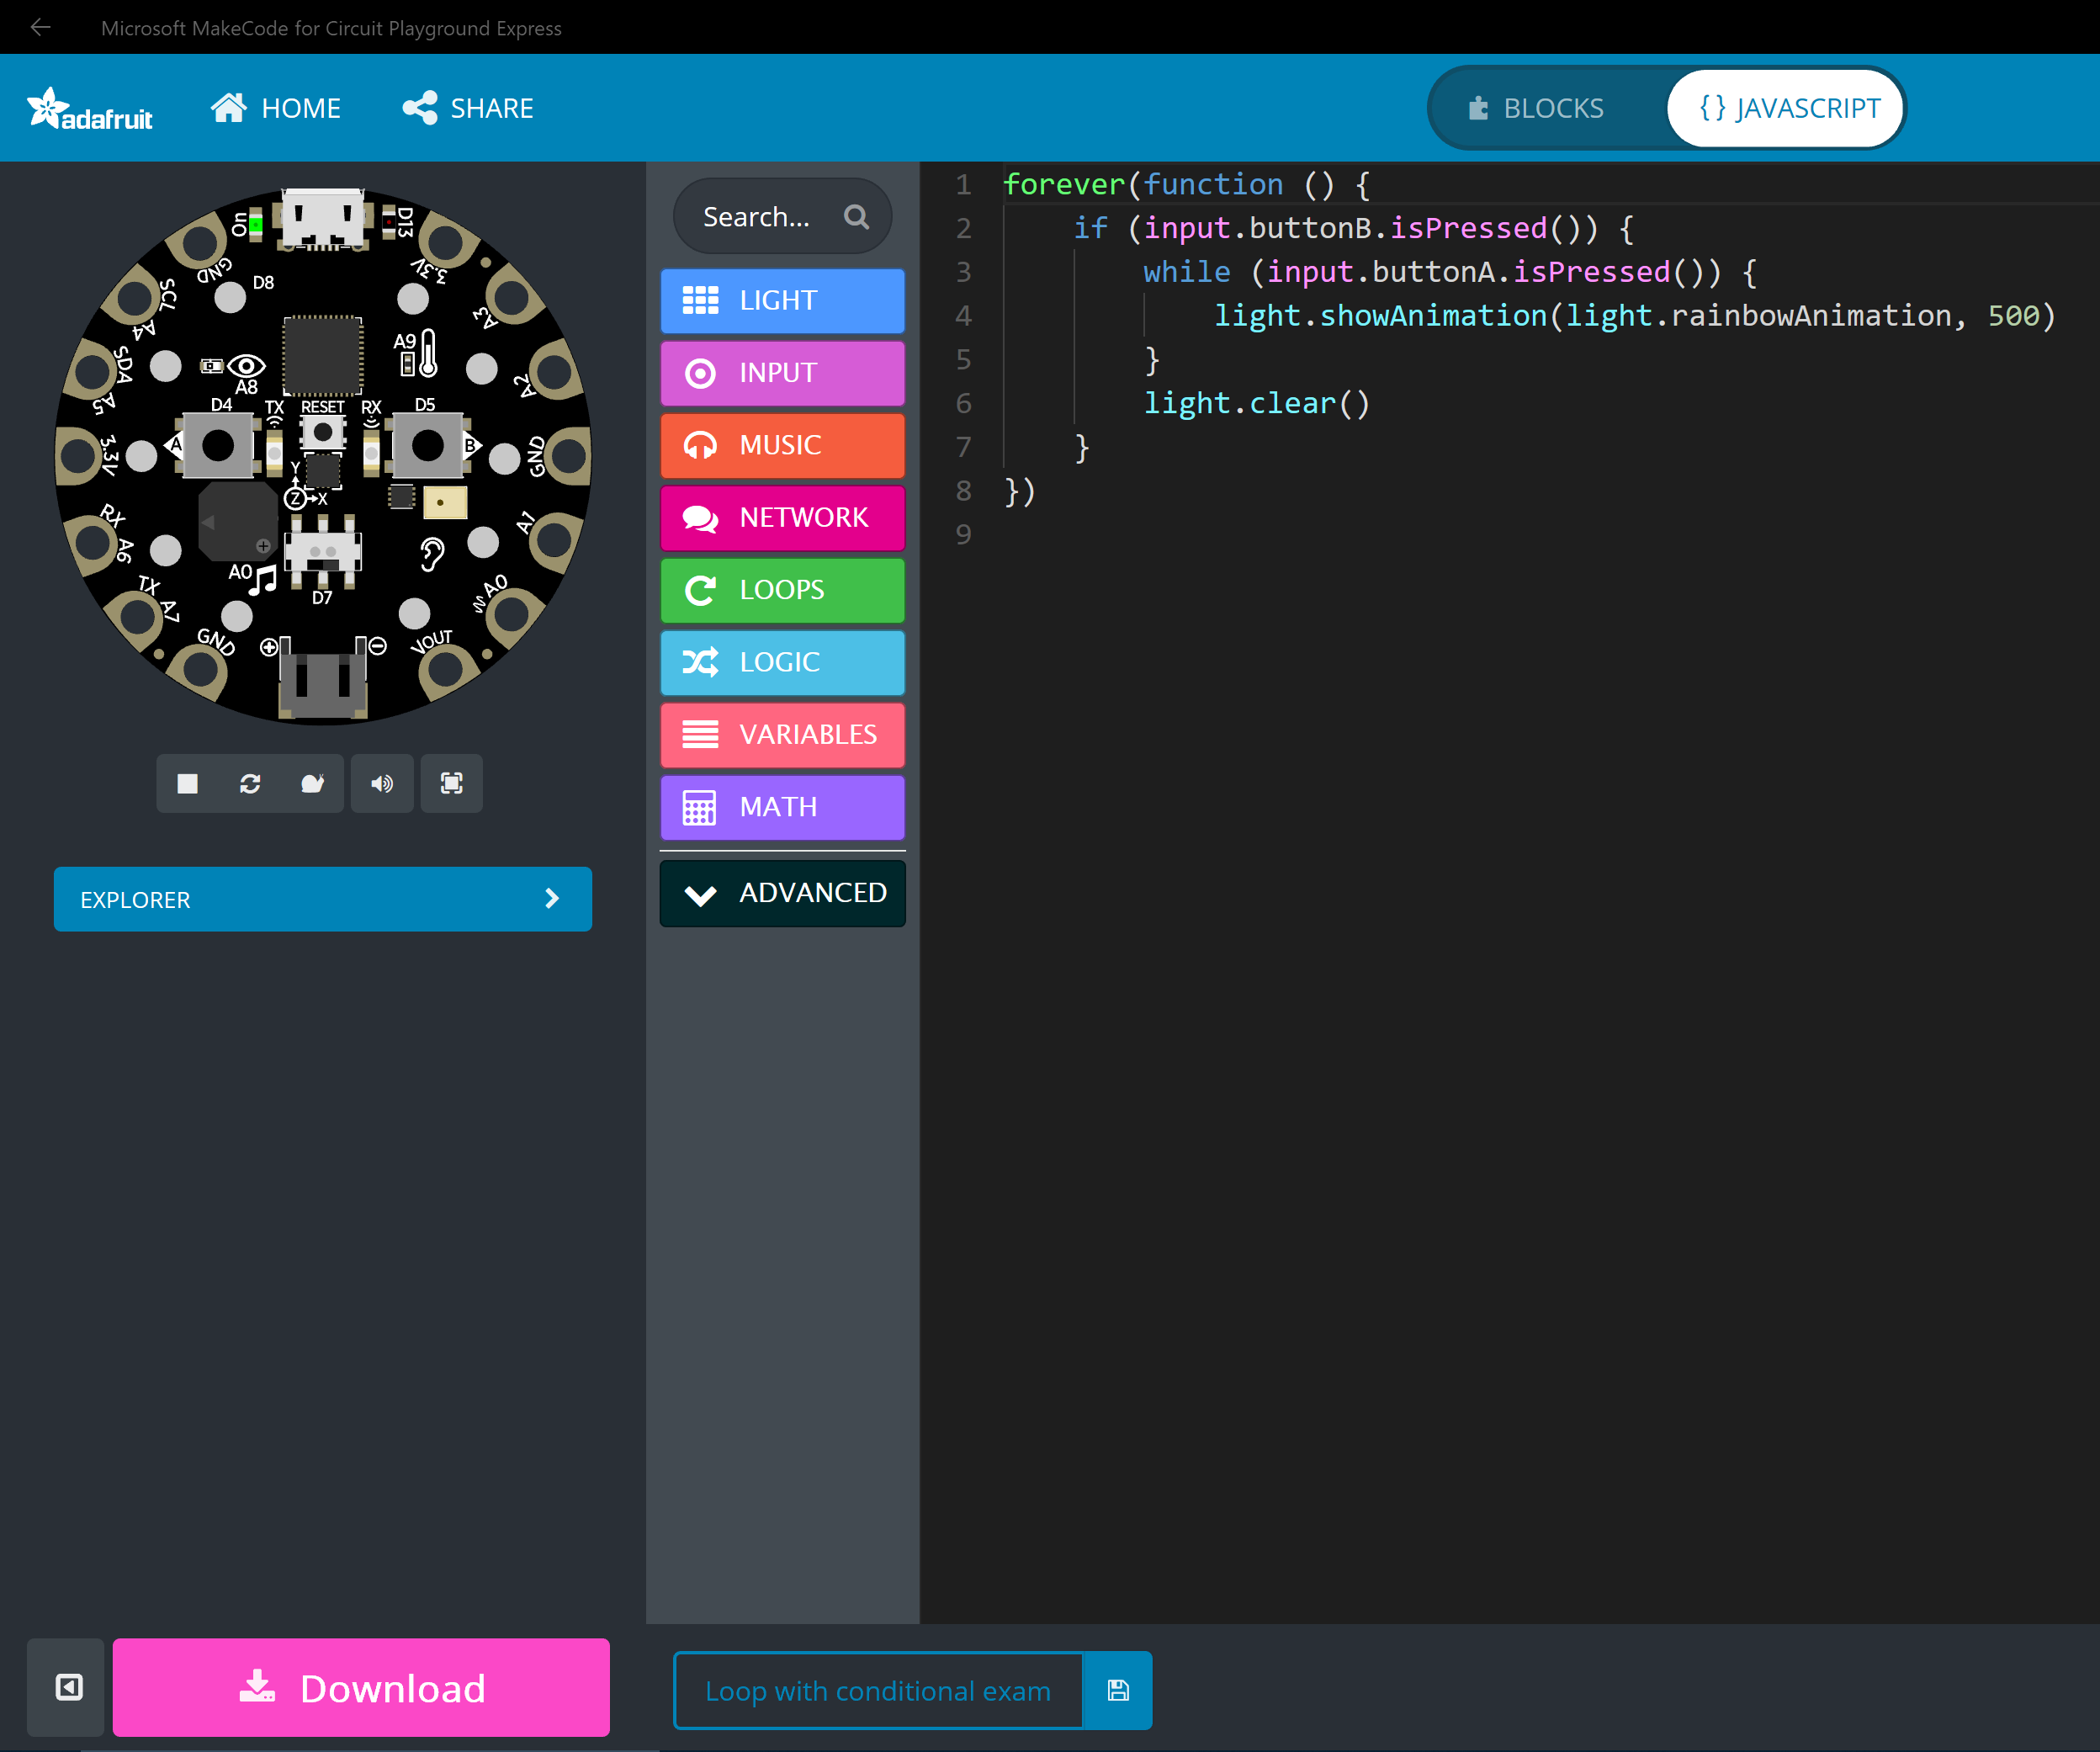 Microsoft MakeCode for Circuit Playground Express
adafruit
HOME
SHARE
BLOCKS
{ } JAVASCRIPT
On
D13
GND
3.3V
SCL
A4
D8
A3
SDA
A5
A8
A9
A2
D4
TX
RESET
RX
D5
3.3V
A
B
GND
Y
Z
X
RX
A6
A1
A0
D7
TX
A7
A0
GND
VOUT
EXPLORER
Search...
LIGHT
INPUT
MUSIC
NETWORK
LOOPS
LOGIC
VARIABLES
MATH
ADVANCED
1 forever(function () {
2 if (input.buttonB.isPressed()) {
3 while (input.buttonA.isPressed()) {
4 light.showAnimation(light.rainbowAnimation, 500)
5 }
6 light.clear()
7 }
8 })
9
Download
Loop with conditional exam